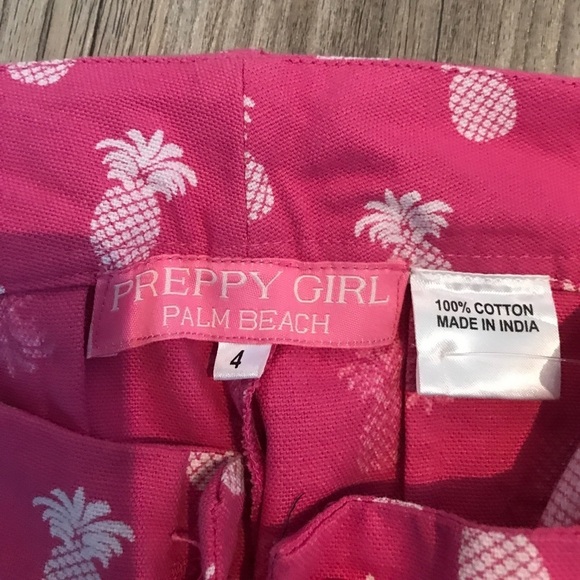 PREPPY GIRL
PALM BEACH
4
100% COTTON
MADE IN INDIA